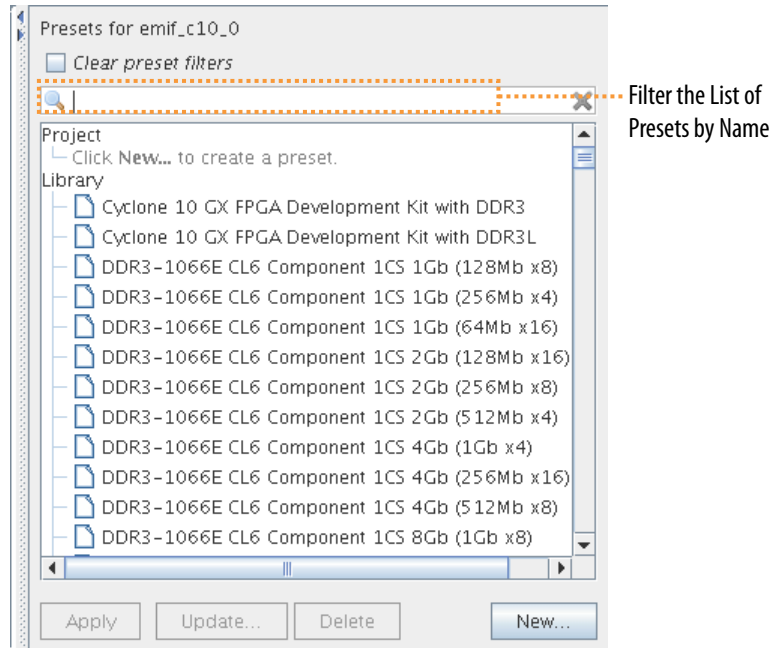 Presets for emif_c10_0
Clear preset filters
Filter the List of
Presets by Name
Project
Click New... to create a preset.
Library
Cyclone 10 GX FPGA Development Kit with DDR3
Cyclone 10 GX FPGA Development Kit with DDR3L
DDR3-1066E CL6 Component 1CS 1Gb (128Mb x8)
DDR3-1066E CL6 Component 1CS 1Gb (256Mb x4)
DDR3-1066E CL6 Component 1CS 1Gb (64Mb x16)
DDR3-1066E CL6 Component 1CS 2Gb (128Mb x16)
DDR3-1066E CL6 Component 1CS 2Gb (256Mb x8)
DDR3-1066E CL6 Component 1CS 2Gb (512Mb x4)
DDR3-1066E CL6 Component 1CS 4Gb (1Gb x4)
DDR3-1066E CL6 Component 1CS 4Gb (256Mb x16)
DDR3-1066E CL6 Component 1CS 4Gb (512Mb x8)
DDR3-1066E CL6 Component 1CS 8Gb (1Gb x8)
Apply Update... Delete New...